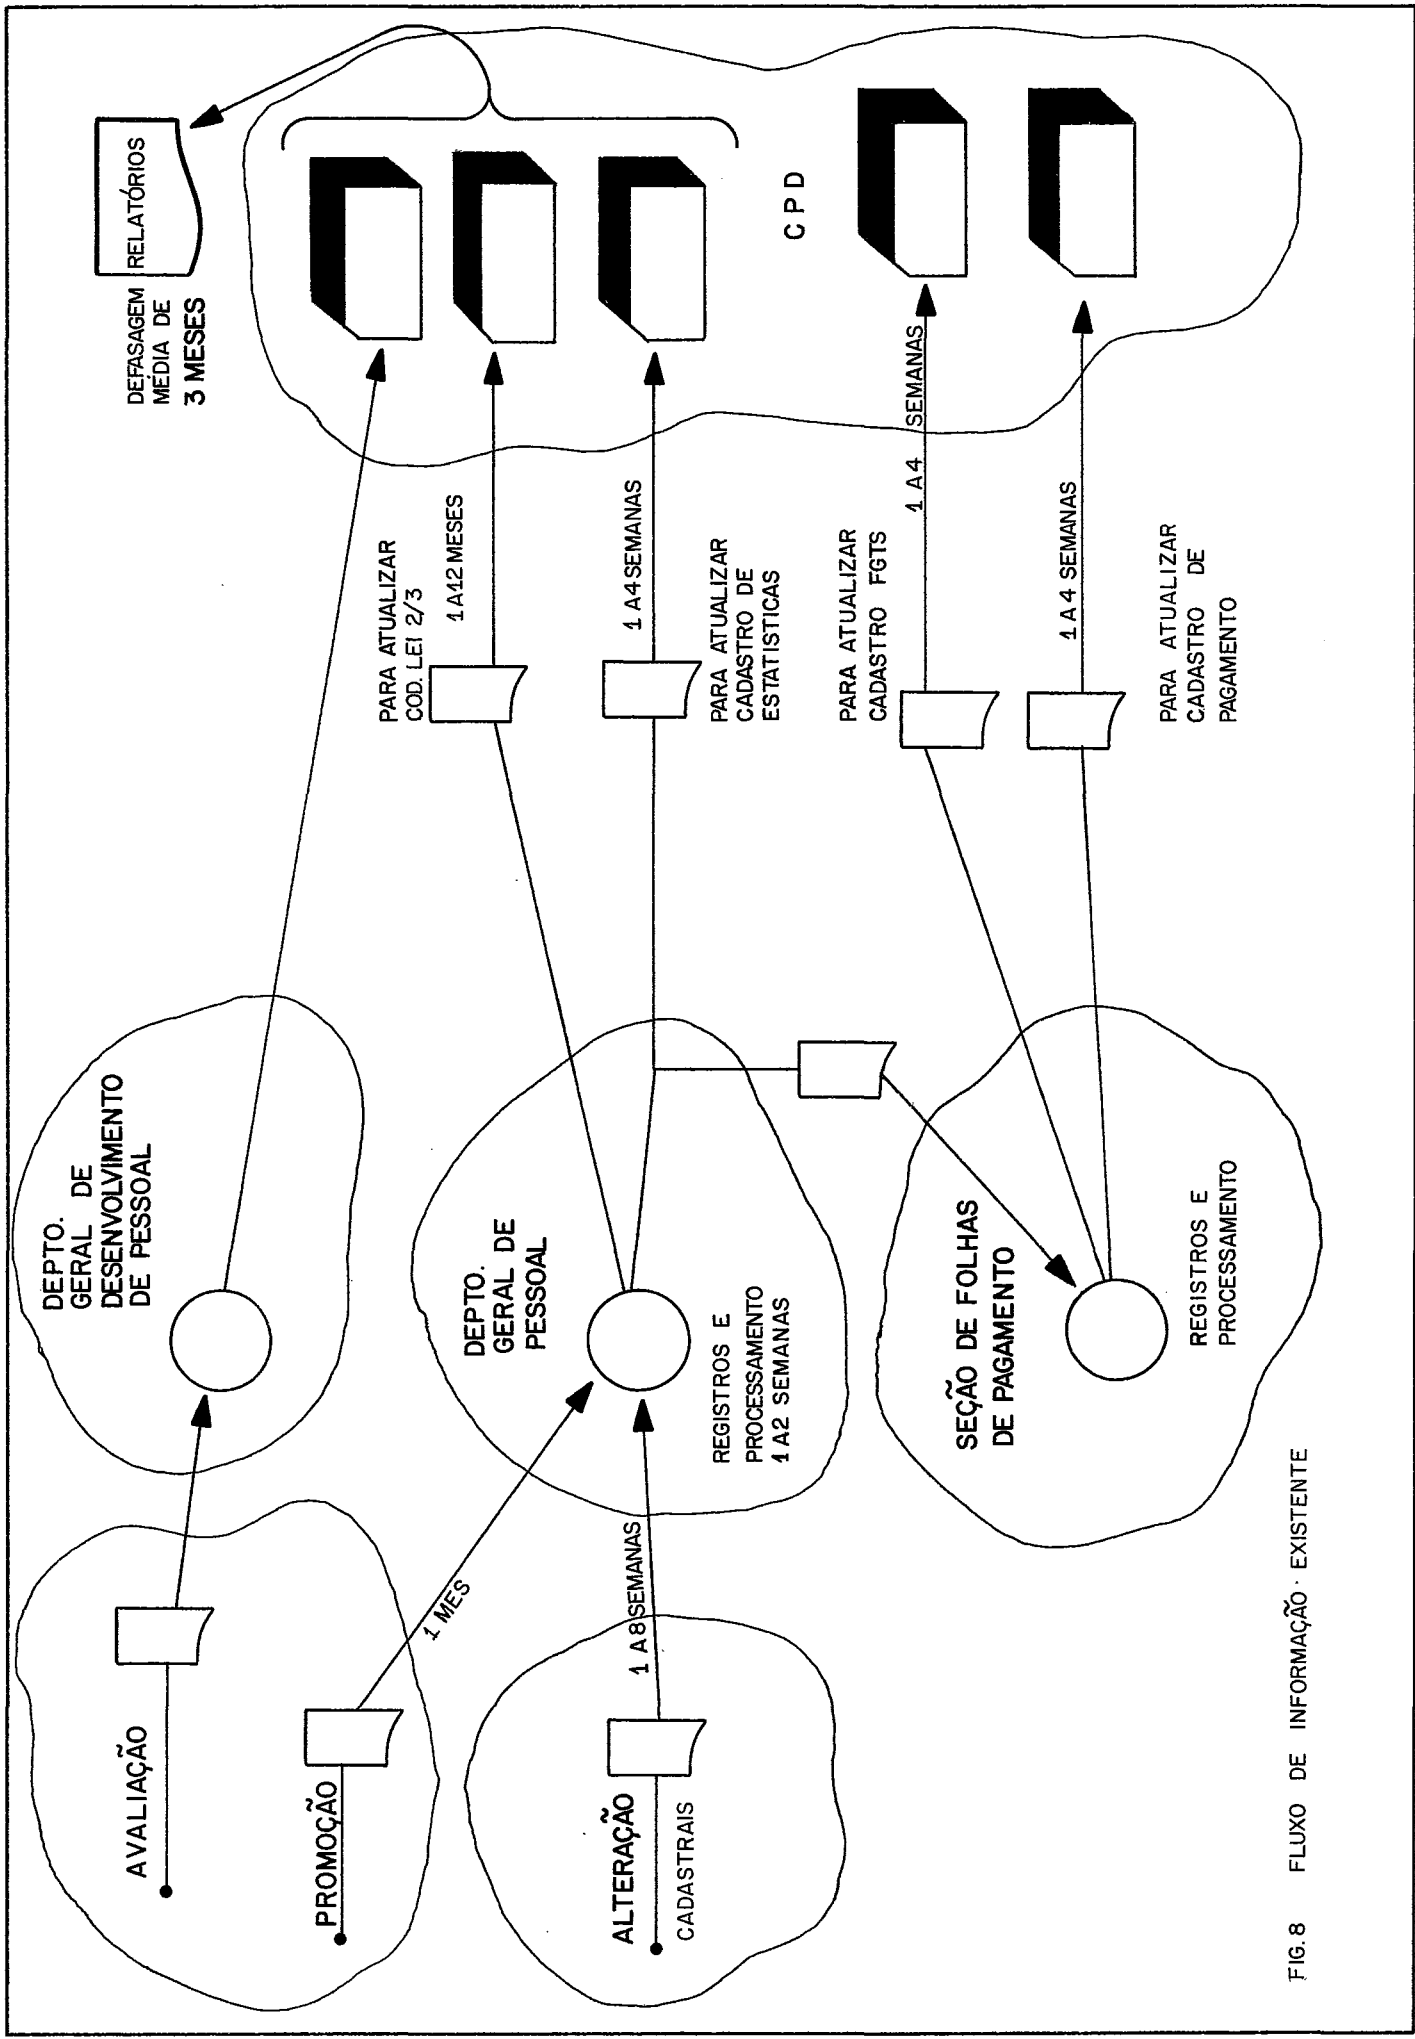 AVALIAÇÃO
PROMOÇÃO
1 MES
ALTERAÇÃO
CADASTRAIS
1 A 8 SEMANAS
DEPTO.
GERAL DE
DESENVOLVIMENTO
DE PESSOAL
DEPTO.
GERAL DE
PESSOAL
REGISTROS E
PROCESSAMENTO
1 A 2 SEMANAS
SEÇÃO DE FOLHAS
DE PAGAMENTO
REGISTROS E
PROCESSAMENTO
PARA ATUALIZAR
COD. LEI 2/3
1 A 12 MESES
1 A 4 SEMANAS
PARA ATUALIZAR
CADASTRO DE
ESTATISTICAS
PARA ATUALIZAR
CADASTRO FGTS
1 A 4 SEMANAS
1 A 4 SEMANAS
PARA ATUALIZAR
CADASTRO DE
PAGAMENTO
RELATÓRIOS
DEFASAGEM
MÉDIA DE
3 MESES
CPD
FIG. 8 FLUXO DE INFORMAÇÃO · EXISTENTE